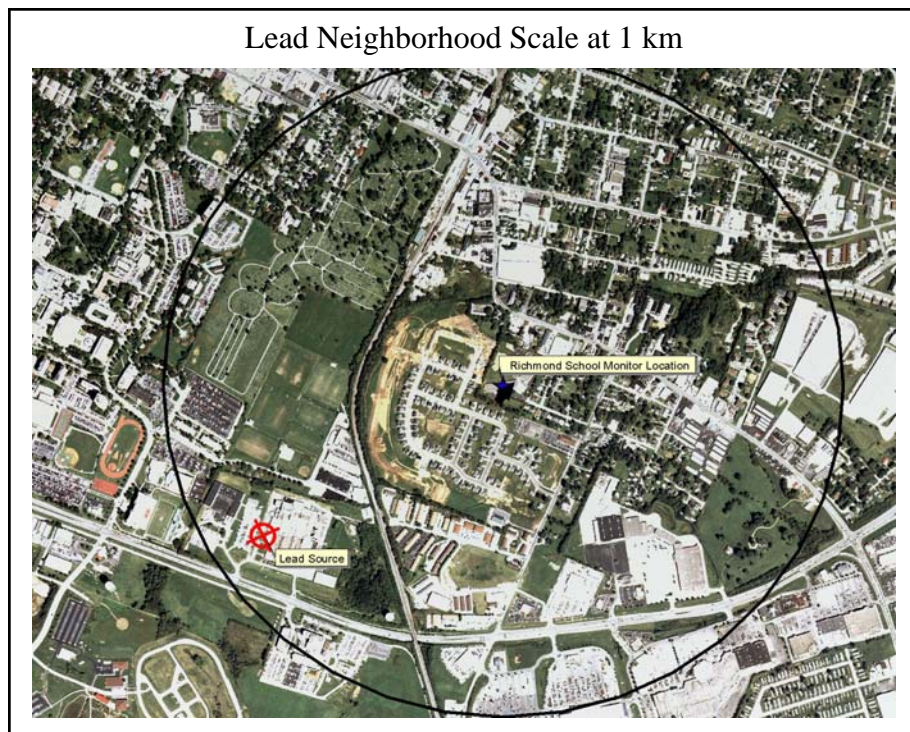 Lead Neighborhood Scale at 1 km
Richmond School Monitor Location
Lead Source